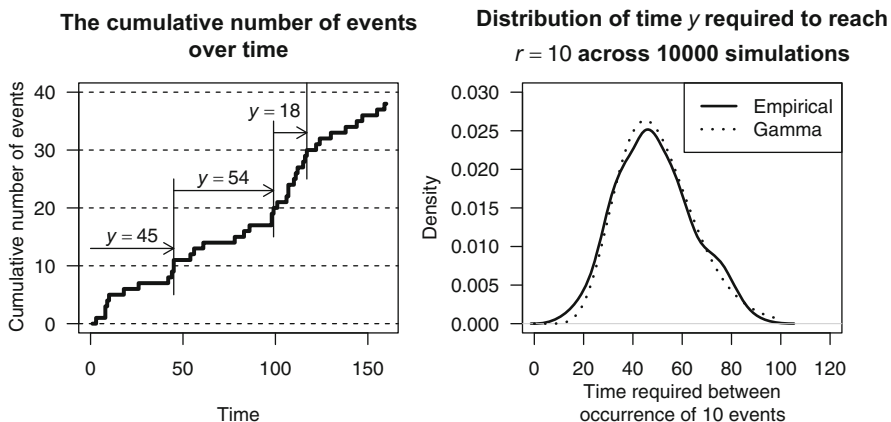 The cumulative number of events
over time
Cumulative number of events
40
30
20
10
0
y = 45
y = 54
y = 18
0
50
100
150
Time
Distribution of time y required to reach
r = 10 across 10000 simulations
Density
0.030
0.025
0.020
0.015
0.010
0.005
0.000
Empirical
Gamma
0
20
40
60
80
100
120
Time required between
occurrence of 10 events